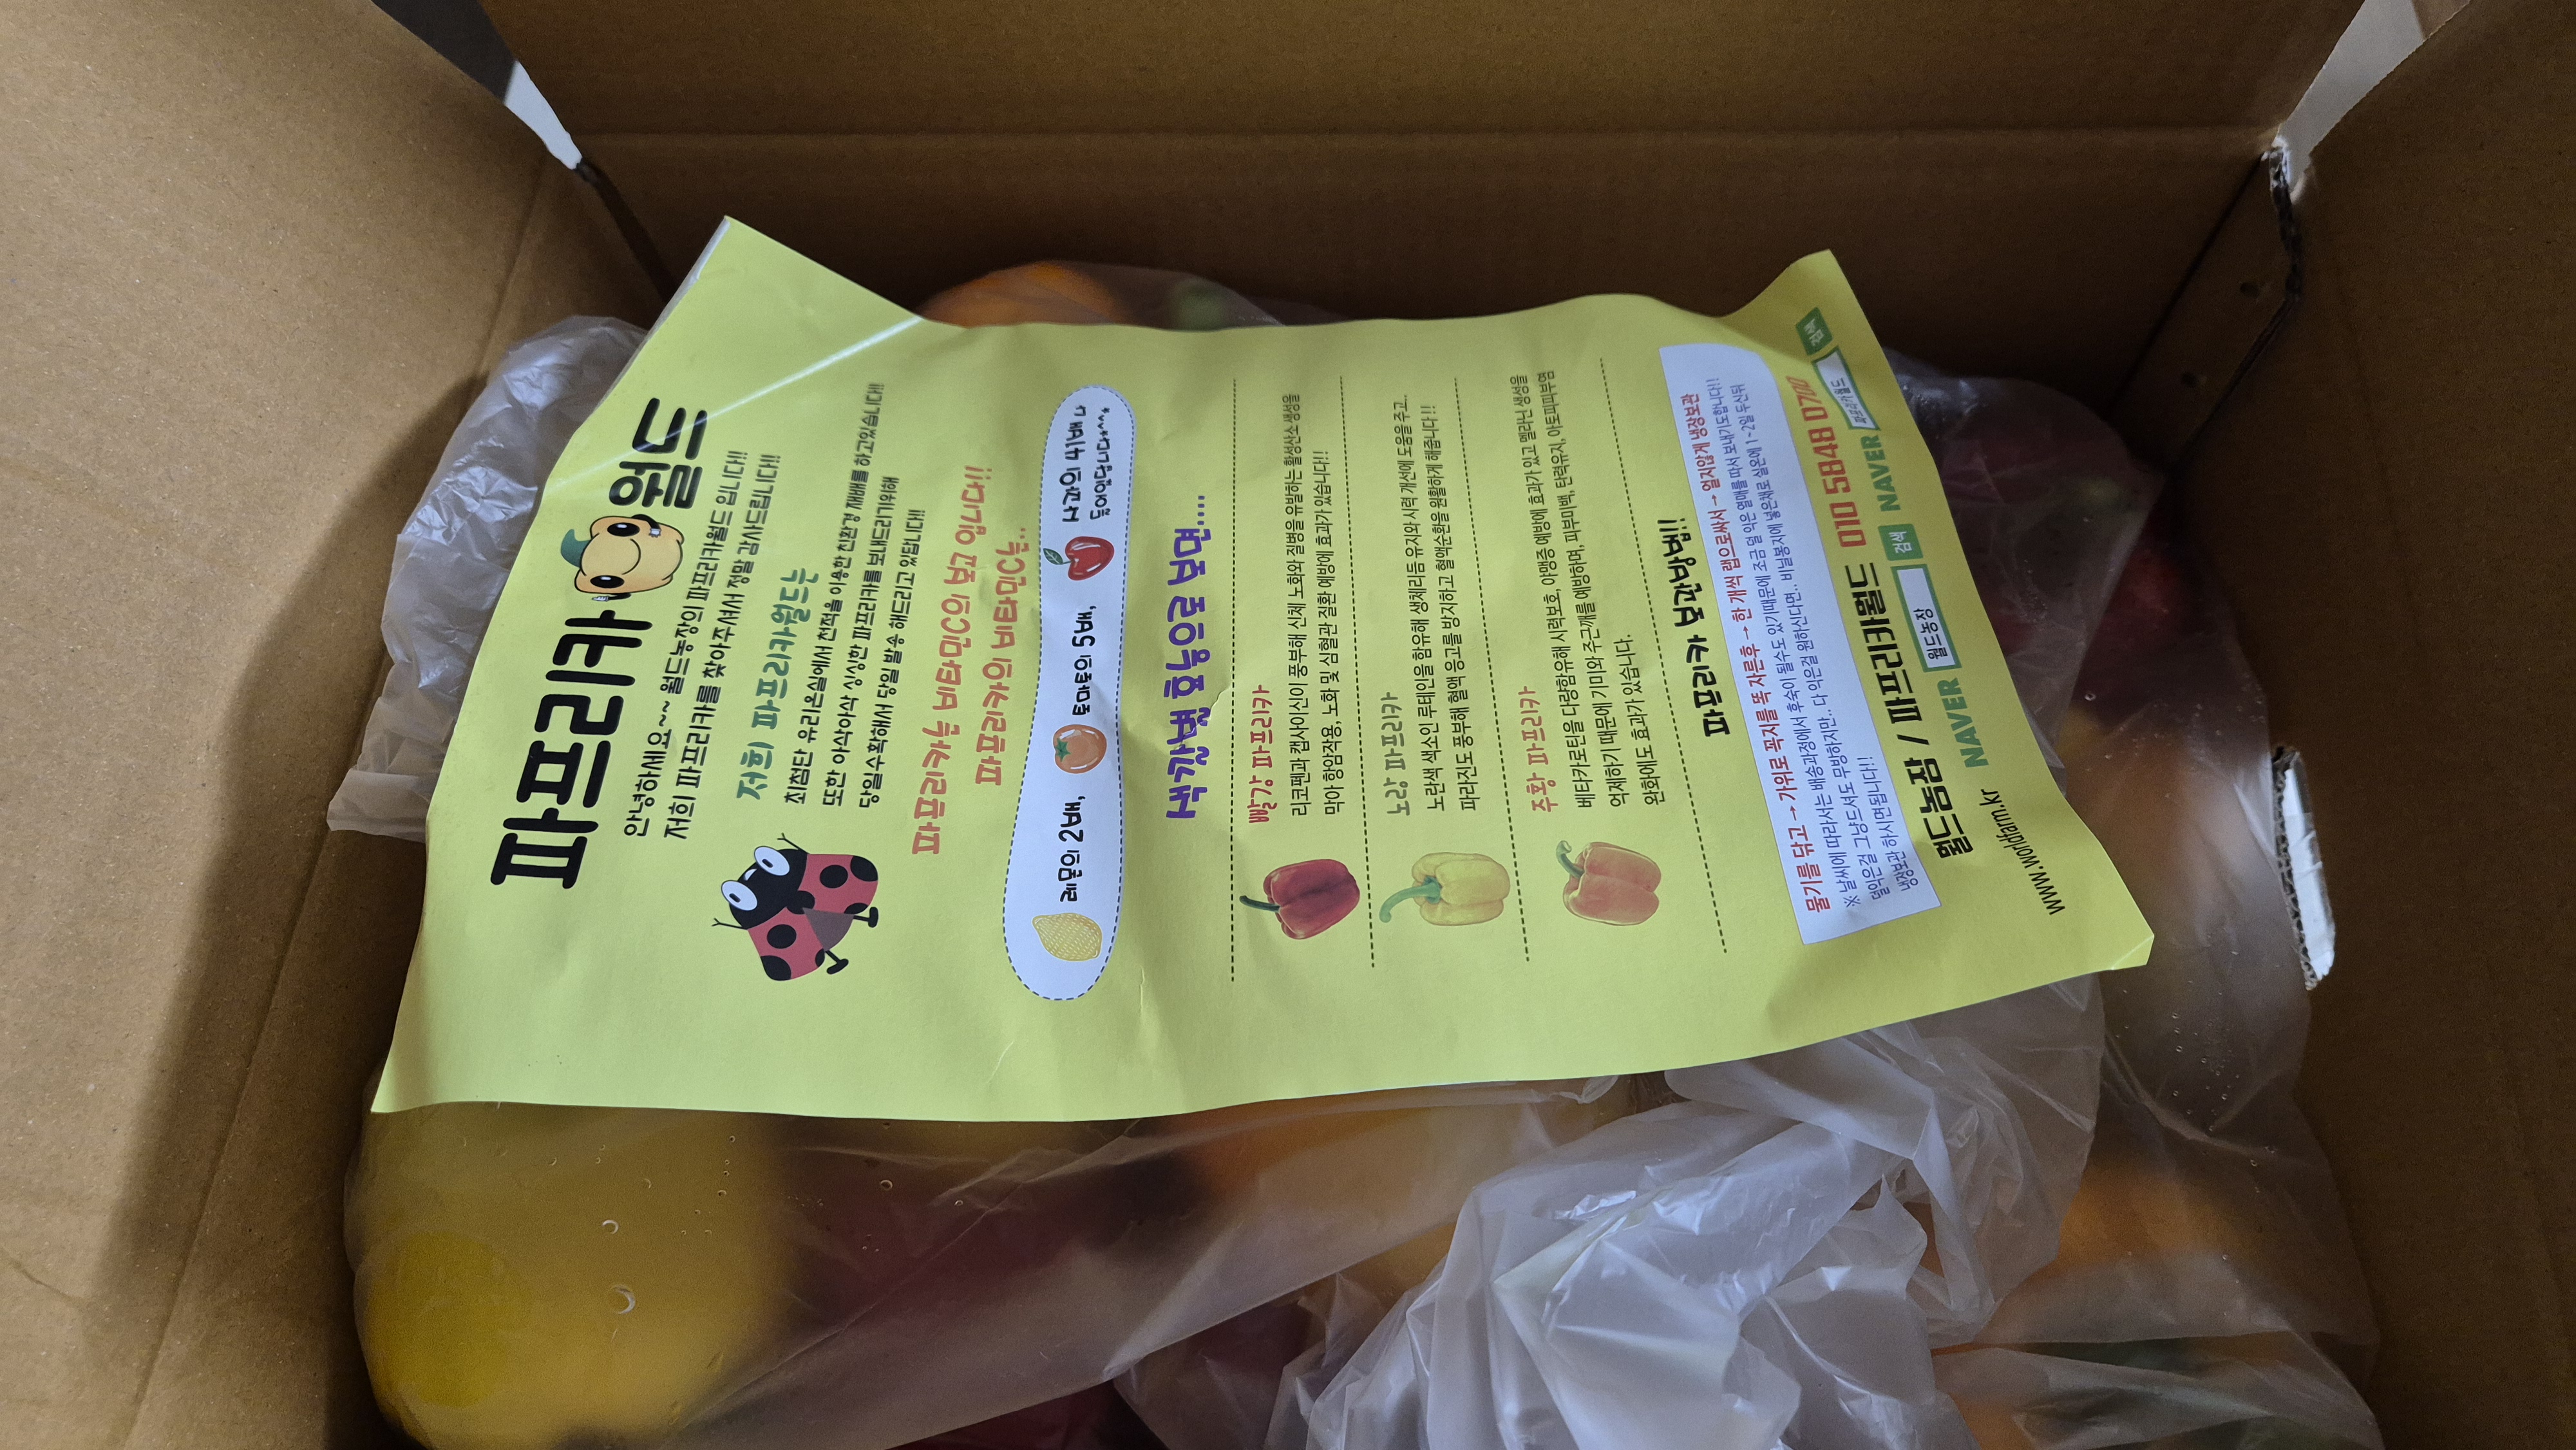 파프리카월드
안녕하세요~~ 월드농장의 파프리카월드 입니다!!
저희 파프리카를 찾아주셔서 정말 감사드립니다!!
저희 파프리카월드는
최첨단 유리온실에서 천적을 이용한 친환경 재배를 하고있습니다!!
또한 아삭아삭 싱싱한 파프리카를 보내드리기위해
당일수확해서 당일 발송 해드리고 있답니다!!
파프리카는 비타민C의 갑 이거든요!!
파프리카의 비타민C는..
레몬의 2배, 토마토의 5배, 사과의 41배나
들어있답니다*^^*
색깔별 효능으로 넘면....
빨강 파프리카
리코펜과 캡사이신이 풍부해 신체 노화와 질병을 유발하는 활성산소 생성을
막아 항암작용, 노화 및 심혈관 질환 예방에 효과가 있습니다!!
노랑 파프리카
노란색 색소인 루테인을 함유해 생체리듬 유지와 시력 개선에 도움을 주고..
파라진도 풍부해 혈액 응고를 방지하고 혈액순환을 원활하게 해줍니다!!
주황 파프리카
베타카로틴을 다량함유해 시력보호, 야맹증 예방에 효과가 있고 멜라닌 생성을
억제하기 때문에 기미와 주근깨를 예방하며, 피부미백, 탄력유지, 아토피피부염
완화에도 효과가 있습니다.
파프리카 보관방법!!
물기를 닦고 → 가위로 꼭지를 똑 자른후 → 한 개씩 랩으로싸서 → 얼지않게 냉장보관
※ 날씨에 따라서는 배송과정에서 후숙이 될수도 있기때문에 조금 덜 익은 열매를 따서 보내기도합니다!!
덜익은걸 그냥드셔도 무방하지만.. 다 익은걸 원하신다면.. 비닐봉지에 넣은채로 실온에 1~2일 두신뒤
냉장보관 하시면됩니다!!
월드농장 / 파프리카월드 010 5848 0700
NAVER 월드농장 검색 NAVER 파프리카월드 검색
www.worldfarm.kr